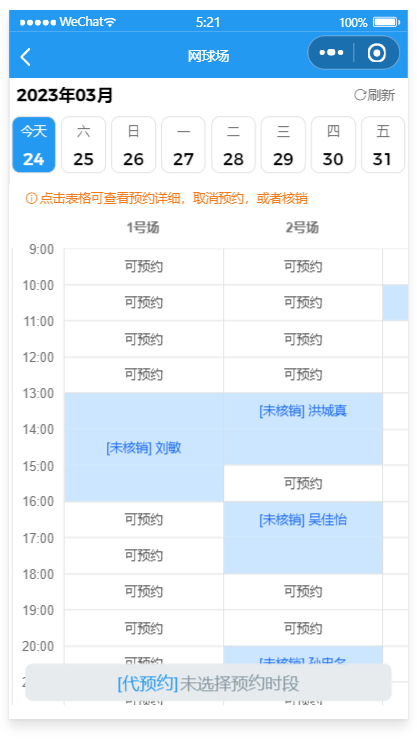 WeChat 5:21 100%
网球场
2023年03月 刷新
今天 六 日 一 二 三 四 五
24 25 26 27 28 29 30 31
点击表格可查看预约详细，取消预约，或者核销
1号场 2号场
9:00
可预约 可预约
10:00
可预约 可预约
11:00
可预约 可预约
12:00
可预约 可预约
13:00
[未核销] 洪城真
14:00
[未核销] 刘敏
15:00
可预约
16:00
可预约 [未核销] 吴佳怡
17:00
可预约
18:00
可预约 可预约
19:00
可预约 可预约
20:00
可预约 [未核销]
[代预约]未选择预约时段
可预约 可预约